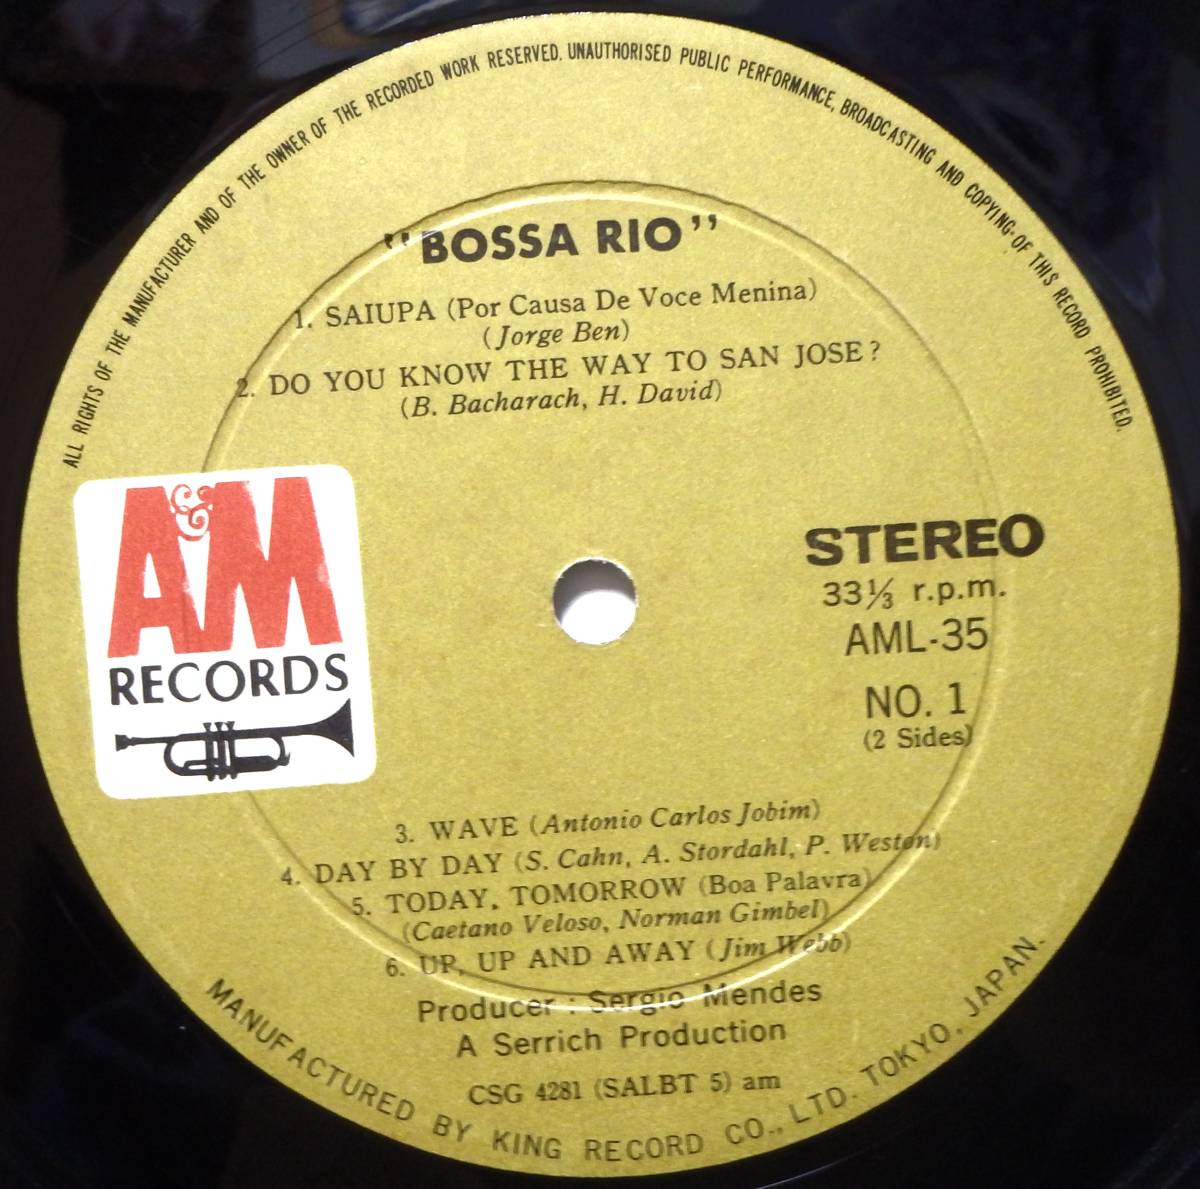 ALL RIGHTS OF THE MANUFACTURER AND OF THE OWNER OF THE RECORDED WORK RESERVED. UNAUTHORISED PUBLIC PERFORMANCE, BROADCASTING AND COPYING OF THIS RECORD PROHIBITED.
"BOSSA RIO"
1. SAIUPA (Por Causa De Voce Menina)
(Jorge Ben)
2. DO YOU KNOW THE WAY TO SAN JOSE?
(B. Bacharach, H. David)
A&M
RECORDS
STEREO
33⅓ r.p.m.
AML-35
NO. 1
(2 Sides)
3. WAVE (Antonio Carlos Jobim)
4. DAY BY DAY (S. Cahn, A. Stordahl, P. Weston)
5. TODAY, TOMORROW (Boa Palavra)
(Caetano Veloso, Norman Gimbel)
6. UP, UP AND AWAY (Jim Webb)
Producer : Sergio Mendes
A Serrich Production
CSG 4281 (SALBT 5) am
MANUFACTURED BY KING RECORD CO., LTD. TOKYO, JAPAN.